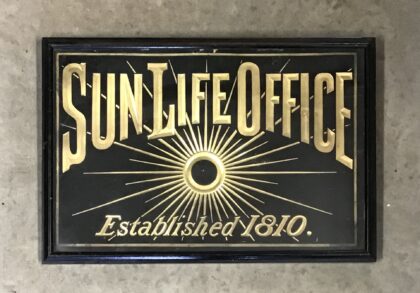 SUN LIFE OFFICE
Established 1810.